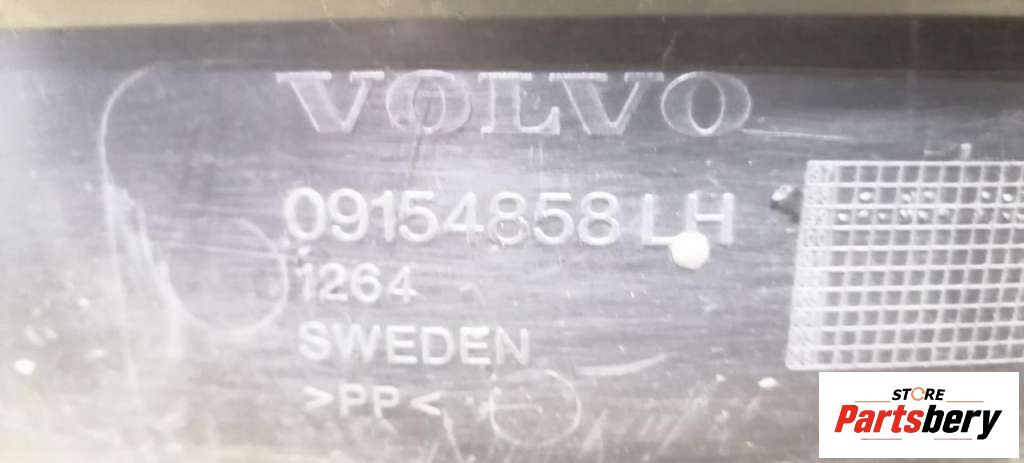 VOLVO
09154858 LH
1264
SWEDEN
>PP<
STORE
Partsbery